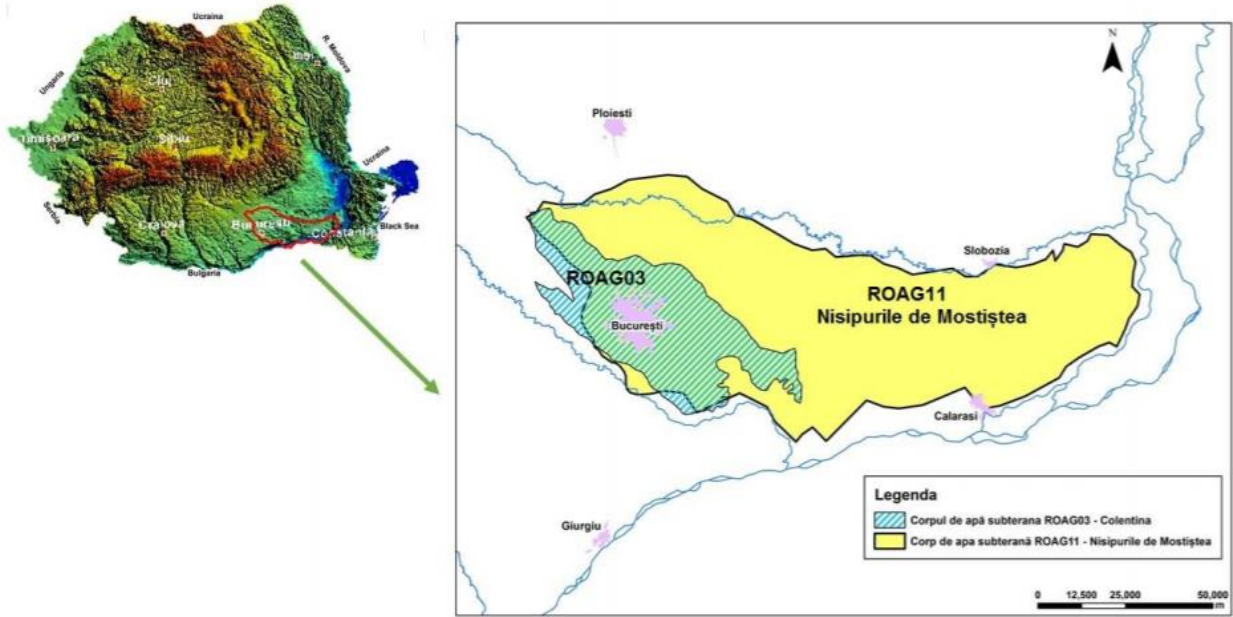 Ucraina
Iași
R. Moldova
Ungaria
Cluj
Timisoara
Sibiu
Ucraina
Serbia
Craiova
București
Constanta
Black Sea
Bulgaria
N
Ploiesti
ROAG03
București
Slobozia
ROAG11
Nisipurile de Mostiștea
Calarasi
Giurgiu
Legenda
Corpul de apă subterana ROAG03 - Colentina
Corp de apa subterană ROAG11 - Nisipurile de Mostiștea
0 12,500 25,000 50,000
m